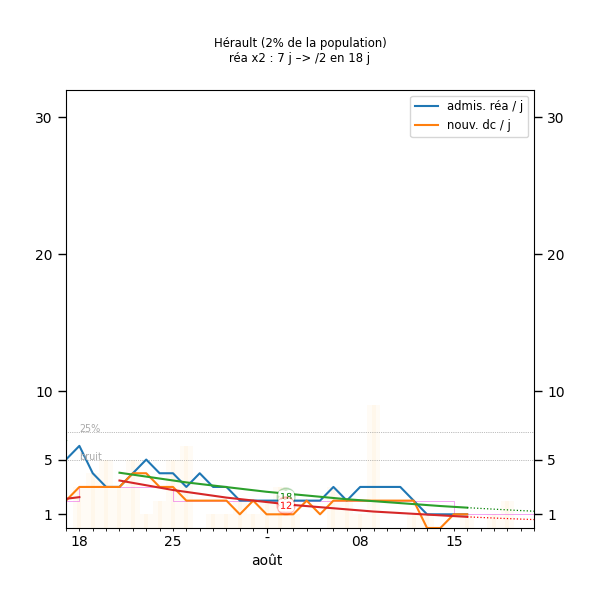 Hérault (2% de la population)
réa x2 : 7 j –> /2 en 18 j
admis. réa / j
nouv. dc / j
30 30
20 20
10 10
25%
bruit
5 5
18
12
1 1
18 25 - 08 15
août